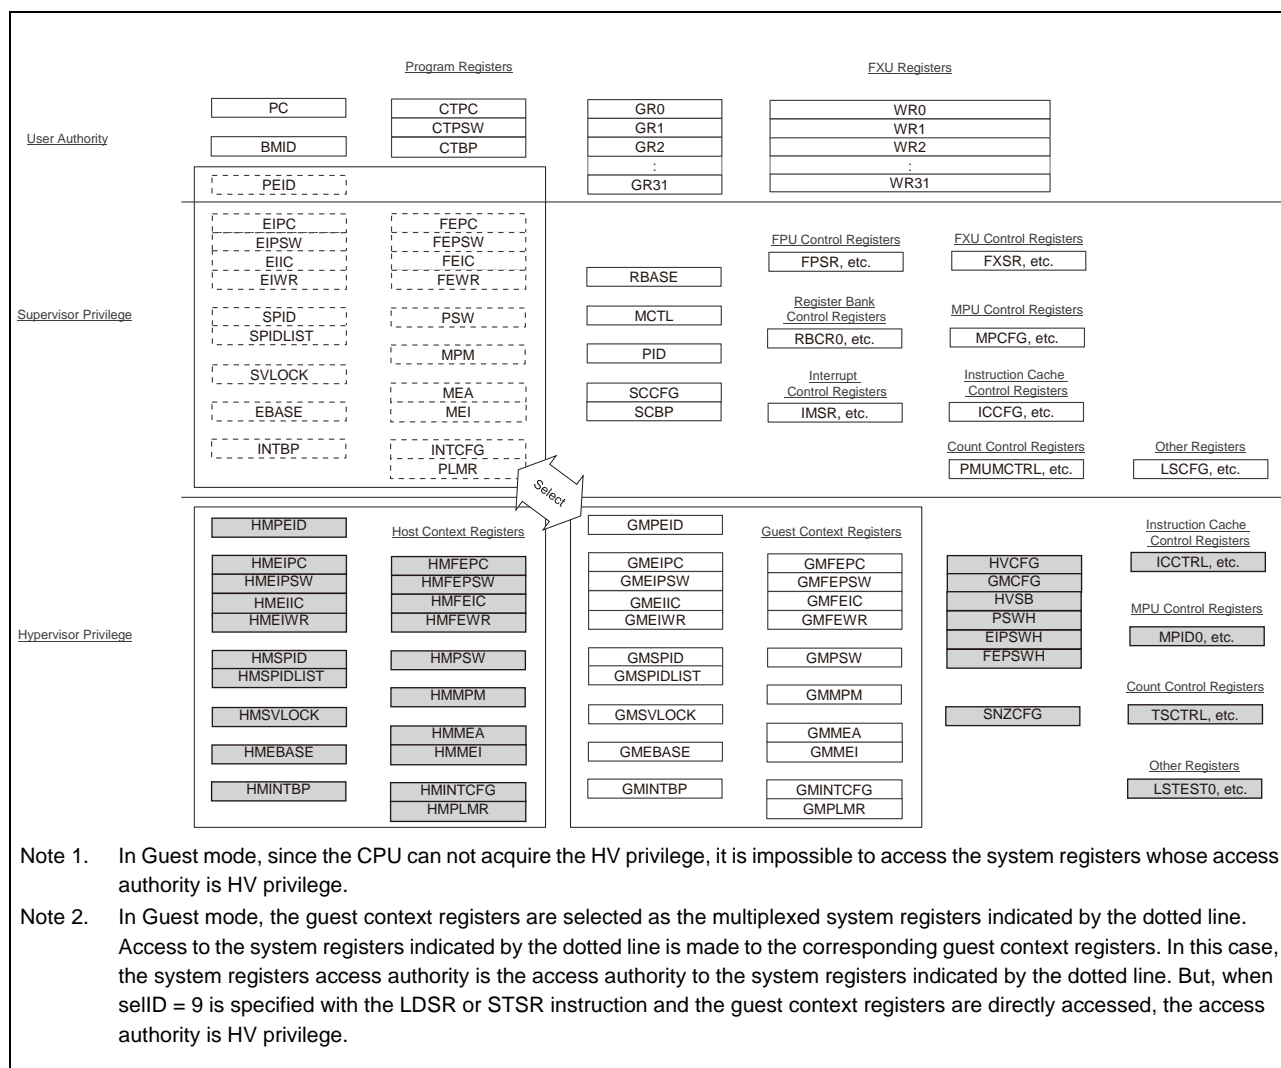 Program Registers
FXU Registers
User Authority
PC
BMID
PEID
CTPC
CTPSW
CTBP
GR0
GR1
GR2
:
GR31
WR0
WR1
WR2
:
WR31
Supervisor Privilege
EIPC
EIPSW
EIIC
EIWR
SPID
SPIDLIST
SVLOCK
EBASE
INTBP
FEPC
FEPSW
FEIC
FEWR
PSW
MPM
MEA
MEI
INTCFG
PLMR
RBASE
MCTL
PID
SCCFG
SCBP
FPU Control Registers
FPSR, etc.
Register Bank
Control Registers
RBCR0, etc.
Interrupt
Control Registers
IMSR, etc.
FXU Control Registers
FXSR, etc.
MPU Control Registers
MPCFG, etc.
Instruction Cache
Control Registers
ICCFG, etc.
Count Control Registers
PMUMCTRL, etc.
Other Registers
LSCFG, etc.
Select
Hypervisor Privilege
HMPEID
HMEIPC
HMEIPSW
HMEIIC
HMEIWR
HMSPID
HMSPIDLIST
HMSVLOCK
HMEBASE
HMINTBP
Host Context Registers
HMFEPC
HMFEPSW
HMFEIC
HMFEWR
HMPSW
HMMPM
HMMEA
HMMEI
HMINTCFG
HMPLMR
GMPEID
GMEIPC
GMEIPSW
GMEIIC
GMEIWR
GMSPID
GMSPIDLIST
GMSVLOCK
GMEBASE
GMINTBP
Guest Context Registers
GMFEPC
GMFEPSW
GMFEIC
GMFEWR
GMPSW
GMMPM
GMMEA
GMMEI
GMINTCFG
GMPLMR
HVCFG
GMCFG
HVSB
PSWH
EIPSWH
FEPSWH
SNZCFG
Instruction Cache
Control Registers
ICCTRL, etc.
MPU Control Registers
MPID0, etc.
Count Control Registers
TSCTRL, etc.
Other Registers
LSTEST0, etc.
Note 1. In Guest mode, since the CPU can not acquire the HV privilege, it is impossible to access the system registers whose access
authority is HV privilege.
Note 2. In Guest mode, the guest context registers are selected as the multiplexed system registers indicated by the dotted line.
Access to the system registers indicated by the dotted line is made to the corresponding guest context registers. In this case,
the system registers access authority is the access authority to the system registers indicated by the dotted line. But, when
selID = 9 is specified with the LDSR or STSR instruction and the guest context registers are directly accessed, the access
authority is HV privilege.